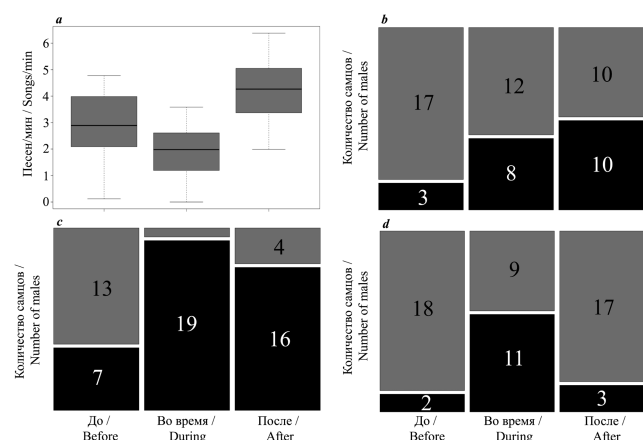 a
Песен/мин / Songs/min
6
5
4
3
2
1
0
b
Количество самцов /
Number of males
17
12
10
3
8
10
c
Количество самцов /
Number of males
13
4
7
19
16
До /
Before
Во время /
During
После /
After
d
Количество самцов /
Number of males
18
9
17
2
11
3
До /
Before
Во время /
During
После /
After